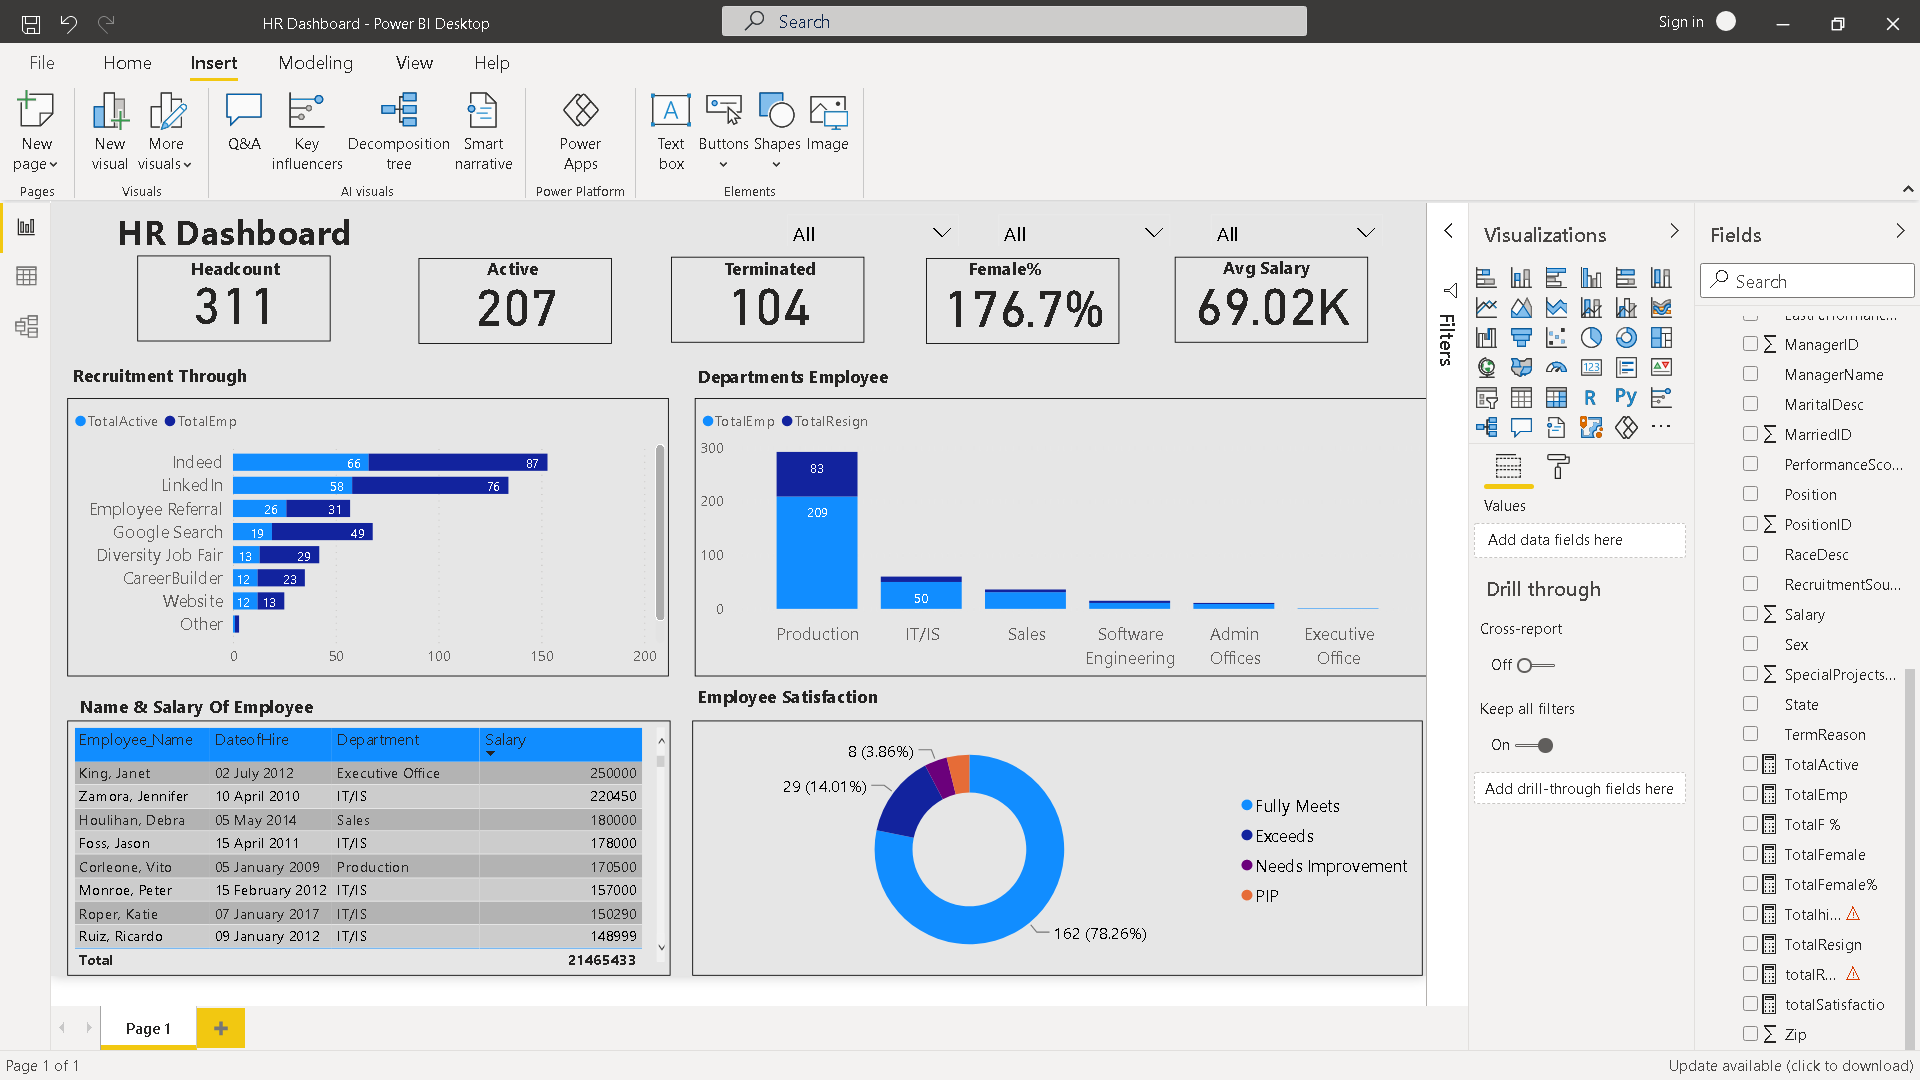 HR Dashboard - Power BI Desktop
Search
Sign in
File Home Insert Modeling View Help
New page
New visual
More visuals
Q&A
Key influencers
Decomposition tree
Smart narrative
Power Apps
Text box
Buttons
Shapes
Image
Pages
Visuals
AI visuals
Power Platform
Elements
HR Dashboard
All
All
All
Headcount
311
Active
207
Terminated
104
Female%
176.7%
Avg Salary
69.02K
Recruitment Through
TotalActive TotalEmp
Indeed 66 87
LinkedIn 58 76
Employee Referral 26 31
Google Search 19 49
Diversity Job Fair 13 29
CareerBuilder 12 23
Website 12 13
Other
0 50 100 150 200
Departments Employee
TotalEmp TotalResign
300
200
100
0
83
209
50
Production
IT/IS
Sales
Software Engineering
Admin Offices
Executive Office
Name & Salary Of Employee
Employee_Name DateofHire Department Salary
King, Janet 02 July 2012 Executive Office 250000
Zamora, Jennifer 10 April 2010 IT/IS 220450
Houlihan, Debra 05 May 2014 Sales 180000
Foss, Jason 15 April 2011 IT/IS 178000
Corleone, Vito 05 January 2009 Production 170500
Monroe, Peter 15 February 2012 IT/IS 157000
Roper, Katie 07 January 2017 IT/IS 150290
Ruiz, Ricardo 09 January 2012 IT/IS 148999
Total 21465433
Employee Satisfaction
8 (3.86%)
29 (14.01%)
162 (78.26%)
Fully Meets
Exceeds
Needs Improvement
PIP
Filters
Visualizations
123
R
Py
Values
Add data fields here
Drill through
Cross-report
Off
Keep all filters
On
Add drill-through fields here
Fields
Search
ManagerID
ManagerName
MaritalDesc
MarriedID
PerformanceSco...
Position
PositionID
RaceDesc
RecruitmentSou...
Salary
Sex
SpecialProjects...
State
TermReason
TotalActive
TotalEmp
TotalF %
TotalFemale
TotalFemale%
Totalhi...
TotalResign
totalR...
totalSatisfactio
Zip
Page 1
Page 1 of 1
Update available (click to download)